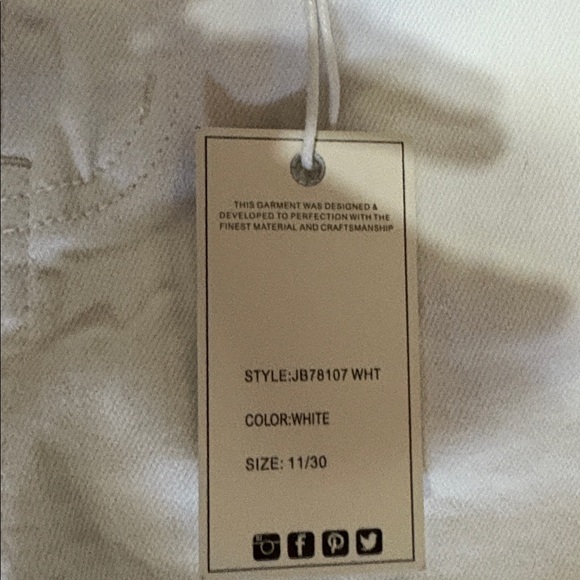 THIS GARMENT WAS DESIGNED &
DEVELOPED TO PERFECTION WITH THE
FINEST MATERIAL AND CRAFTSMANSHIP
STYLE:JB78107 WHT
COLOR:WHITE
SIZE: 11/30